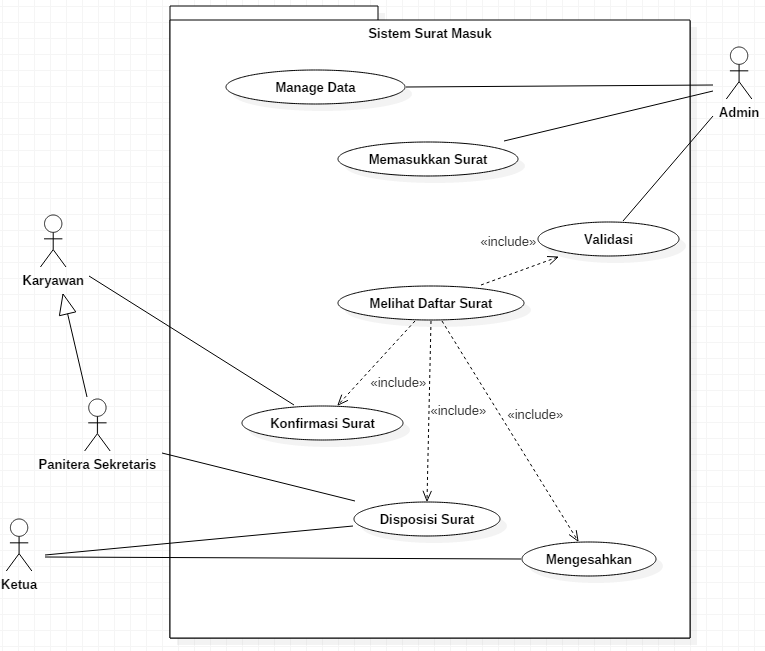 Sistem Surat Masuk
Manage Data
Admin
Memasukkan Surat
«include»
Validasi
Karyawan
Melihat Daftar Surat
«include»
«include»
«include»
Konfirmasi Surat
Panitera Sekretaris
Disposisi Surat
Mengesahkan
Ketua